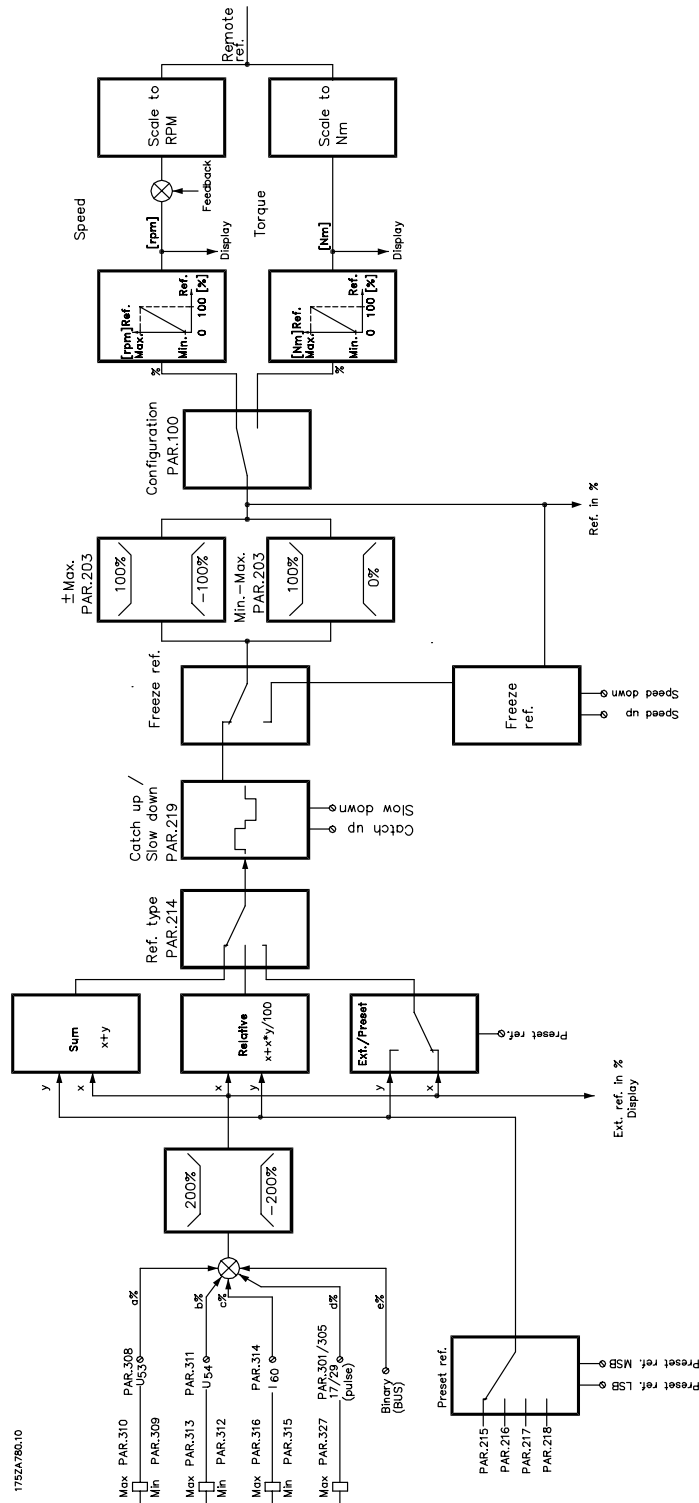 175ZA780.10
Max PAR.310
Min PAR.309
PAR.308
U53
a%
Max PAR.313
Min PAR.312
PAR.311
U54
b%
Max PAR.316
Min PAR.315
PAR.314
I 60
c%
Max PAR.327
PAR.301/305
17/29
(pulse)
d%
Binary
(BUS)
e%
Preset ref.
PAR.215
PAR.216
PAR.217
PAR.218
Preset ref. LSB
Preset ref. MSB
200%
-200%
y
x
Sum
x+y
x
y
Relative
x+x*y/100
y
x
Ext./Preset
Preset ref.
Ext. ref. in %
Display
Ref. type
PAR.214
Catch up/
Slow down
PAR.219
Catch up
Slow down
Freeze ref.
Freeze
ref.
Speed up
Speed down
±Max.
PAR.203
100%
-100%
Min.-Max.
PAR.203
100%
0%
Ref. in %
Configuration
PAR.100
%
%
Speed
[rpm]Ref.
Max.
Min.
Ref.
0 100 [%]
[rpm]
Display
Feedback
Scale to
RPM
Torque
[Nm]Ref.
Max.
Min.
Ref.
0 100 [%]
[Nm]
Display
Scale to
Nm
Remote
ref.